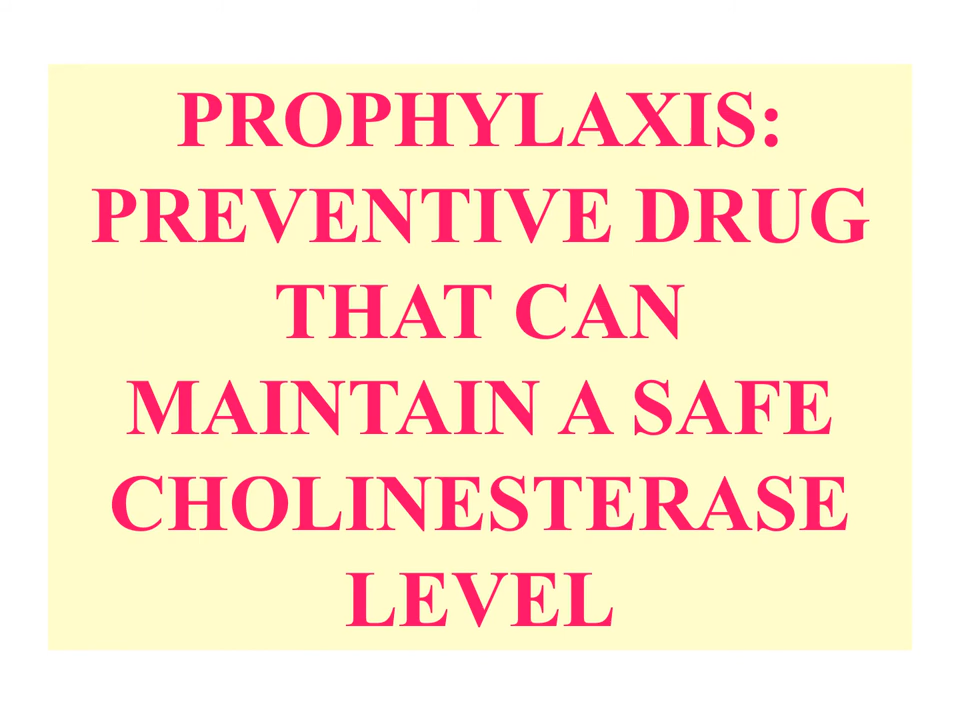 PROPHYLAXIS:
PREVENTIVE DRUG
THAT CAN
MAINTAIN A SAFE
CHOLINESTERASE
LEVEL